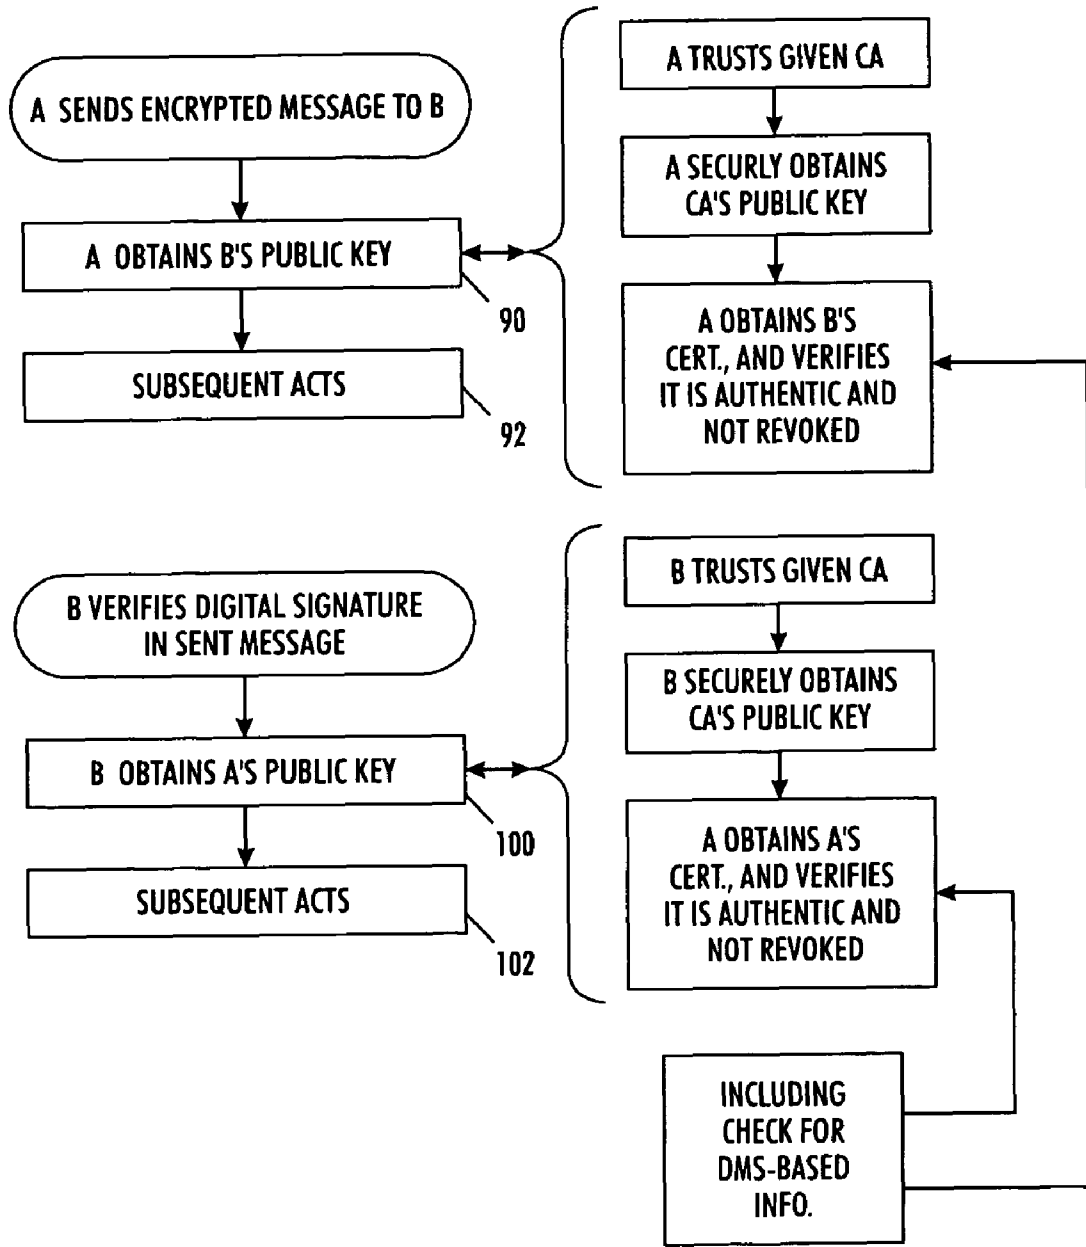 A SENDS ENCRYPTED MESSAGE TO B
A OBTAINS B'S PUBLIC KEY
90
SUBSEQUENT ACTS
92
A TRUSTS GIVEN CA
A SECURLY OBTAINS
CA'S PUBLIC KEY
A OBTAINS B'S
CERT., AND VERIFIES
IT IS AUTHENTIC AND
NOT REVOKED
B VERIFIES DIGITAL SIGNATURE
IN SENT MESSAGE
B OBTAINS A'S PUBLIC KEY
100
SUBSEQUENT ACTS
102
B TRUSTS GIVEN CA
B SECURELY OBTAINS
CA'S PUBLIC KEY
A OBTAINS A'S
CERT., AND VERIFIES
IT IS AUTHENTIC AND
NOT REVOKED
INCLUDING
CHECK FOR
DMS-BASED
INFO.